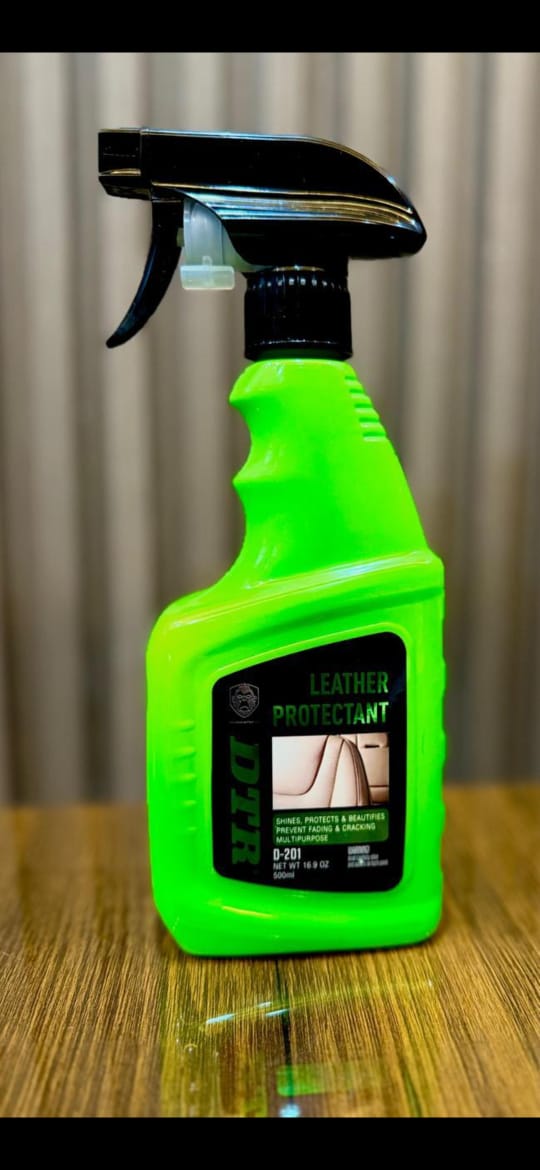 LEATHER
PROTECTANT
DTR
SHINES, PROTECTS & BEAUTIFIES
PREVENT FADING & CRACKING
MULTIPURPOSE
D-201
NET WT 16.9 OZ
500ml